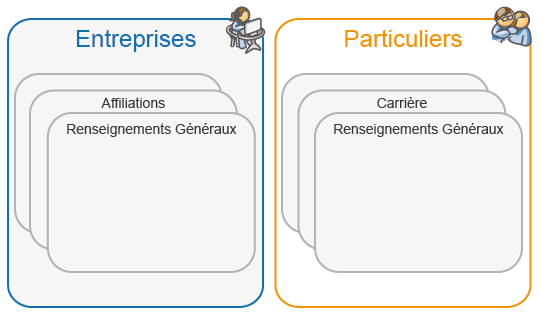 Entreprises
Affiliations
Renseignements Généraux
Particuliers
Carrière
Renseignements Généraux